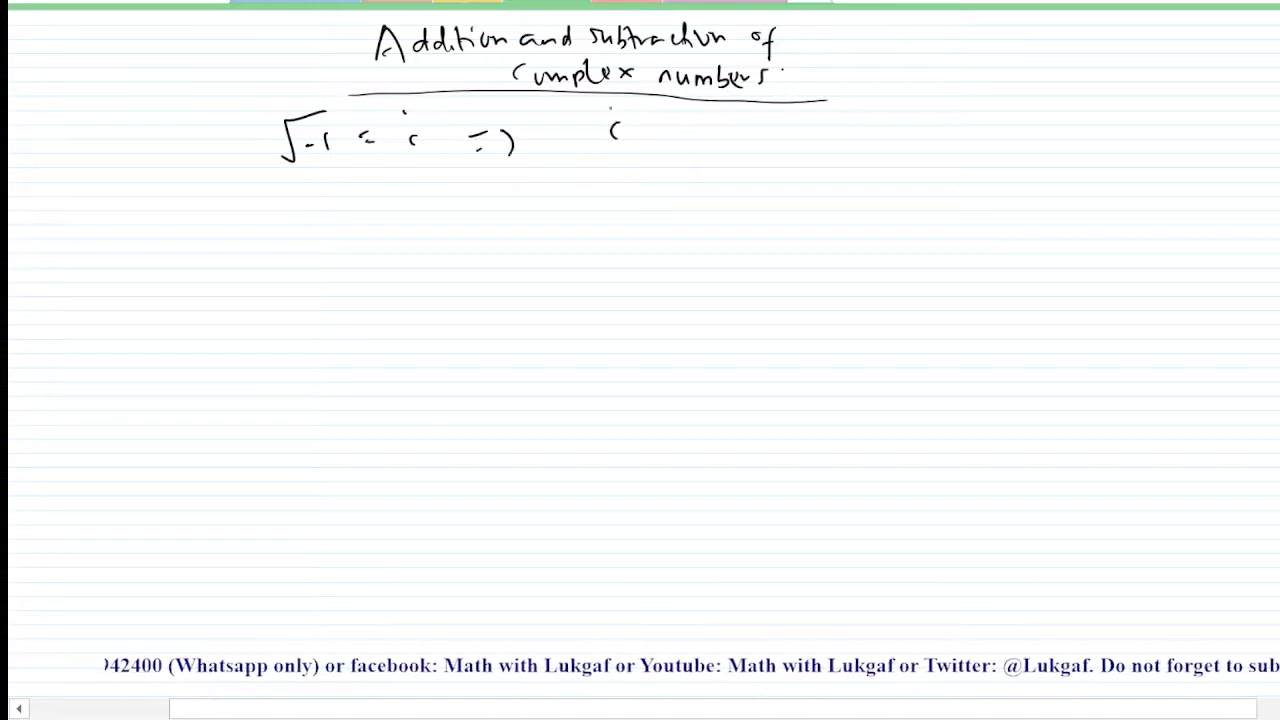 Addition and subtraction of
complex numbers.
√-1 = i => i
942400 (Whatsapp only) or facebook: Math with Lukgaf or Youtube: Math with Lukgaf or Twitter: @Lukgaf. Do not forget to sub